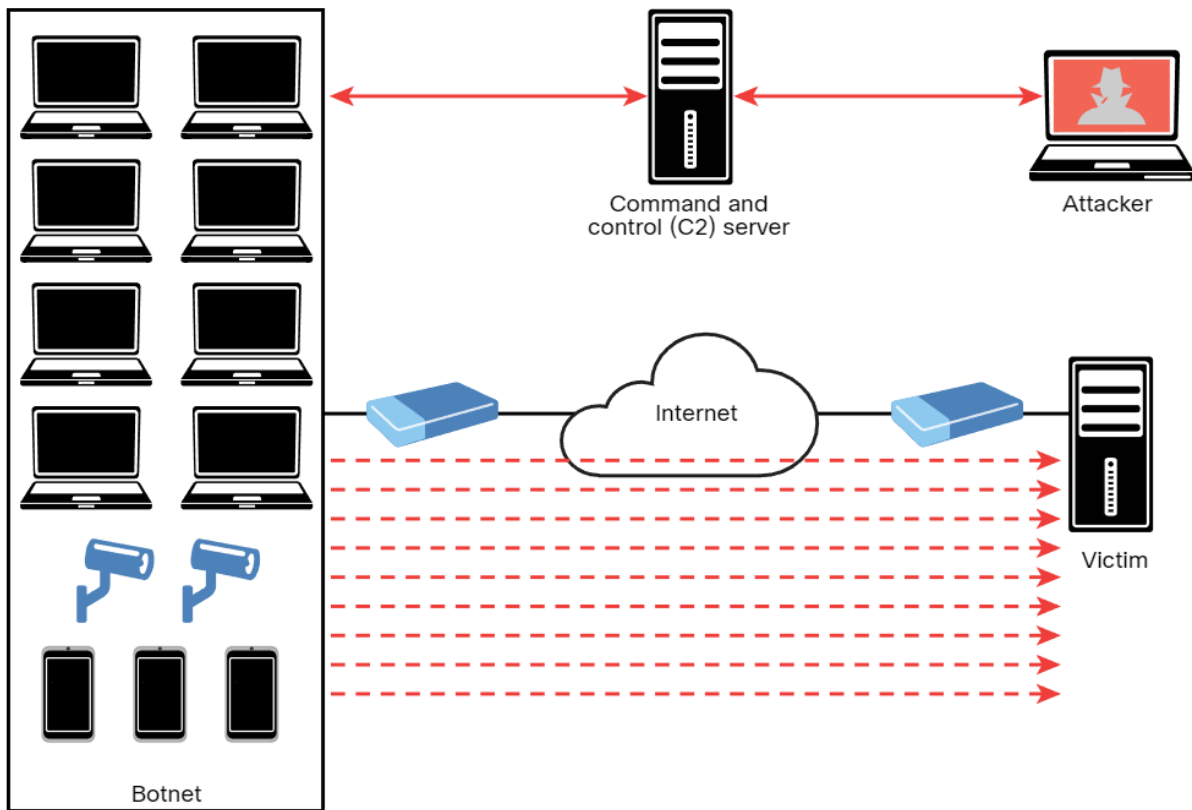 Command and
control (C2) server
Attacker
Internet
Victim
Botnet